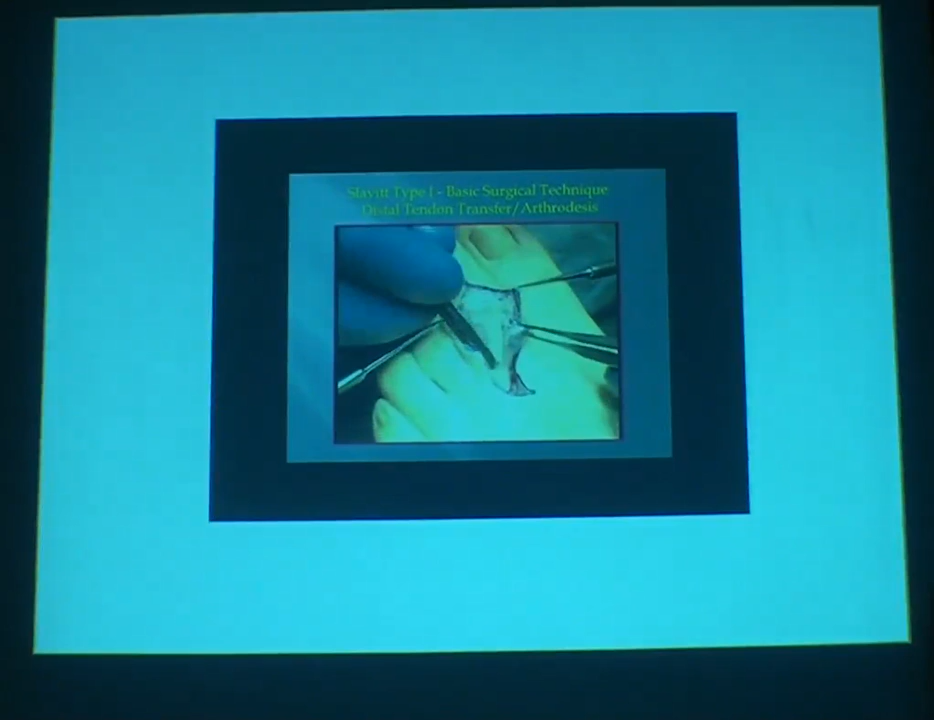 Slavitt Type I - Basic Surgical Technique
Distal Tendon Transfer/Arthrodesis